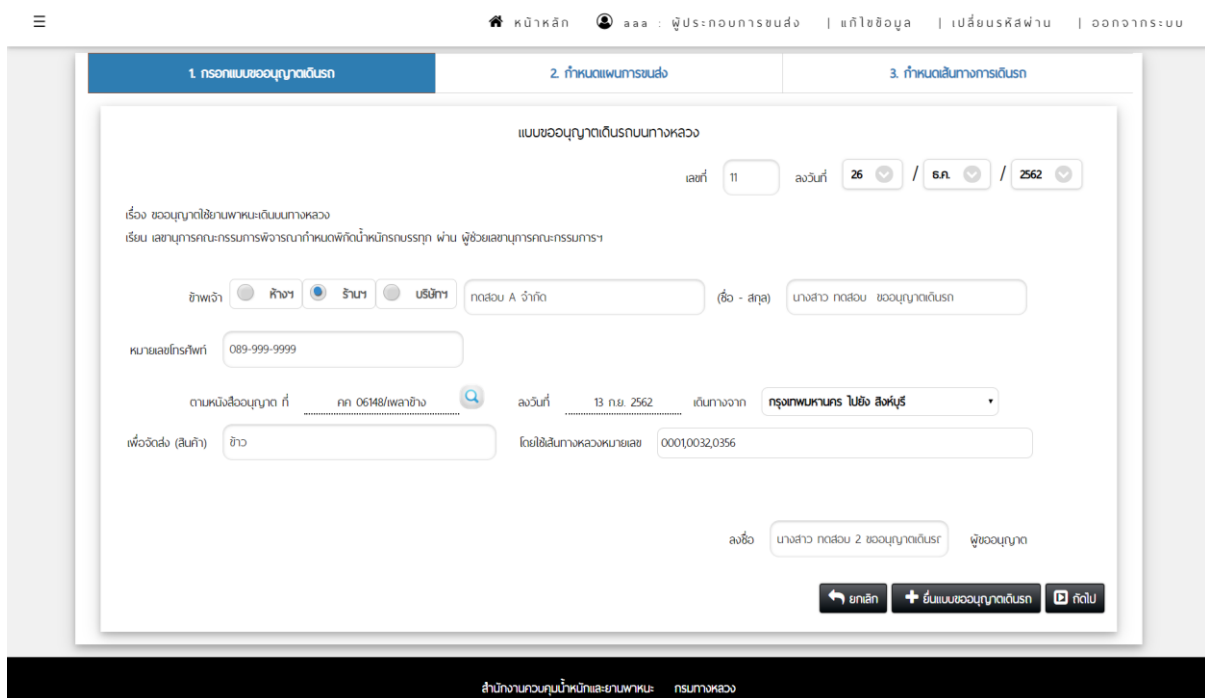 หน้าหลัก aaa : ผู้ประกอบการขนส่ง | แก้ไขข้อมูล | เปลี่ยนรหัสผ่าน | ออกจากระบบ
1. กรอกแบบขออนุญาตเดินรถ 2. กำหนดแผนการขนส่ง 3. กำหนดเส้นทางการเดินรถ
แบบขออนุญาตเดินรถบนทางหลวง
เลขที่ 11 ลงวันที่ 26 / ธ.ค. / 2562
เรื่อง ขออนุญาตใช้ยานพาหนะเดินบนทางหลวง
เรียน เลขานุการคณะกรรมการพิจารณากำหนดพิกัดน้ำหนักรถบรรทุก ผ่าน ผู้ช่วยเลขานุการคณะกรรมการฯ
ข้าพเจ้า ห้างฯ ร้านฯ บริษัทฯ ทดสอบ A จำกัด (ชื่อ - สกุล) นางสาว ทดสอบ ขออนุญาตเดินรถ
หมายเลขโทรศัพท์ 089-999-9999
ตามหนังสืออนุญาต ที่ คค 06148/เพลาข้าง ลงวันที่ 13 ก.ย. 2562 เดินทางจาก กรุงเทพมหานคร ไปยัง สิงห์บุรี
เพื่อจัดส่ง (สินค้า) ข้าว โดยใช้เส้นทางหลวงหมายเลข 0001,0032,0356
ลงชื่อ นางสาว ทดสอบ 2 ขออนุญาตเดินรถ ผู้ขออนุญาต
ยกเลิก ยื่นแบบขออนุญาตเดินรถ ถัดไป
สำนักงานควบคุมน้ำหนักและยานพาหนะ กรมทางหลวง